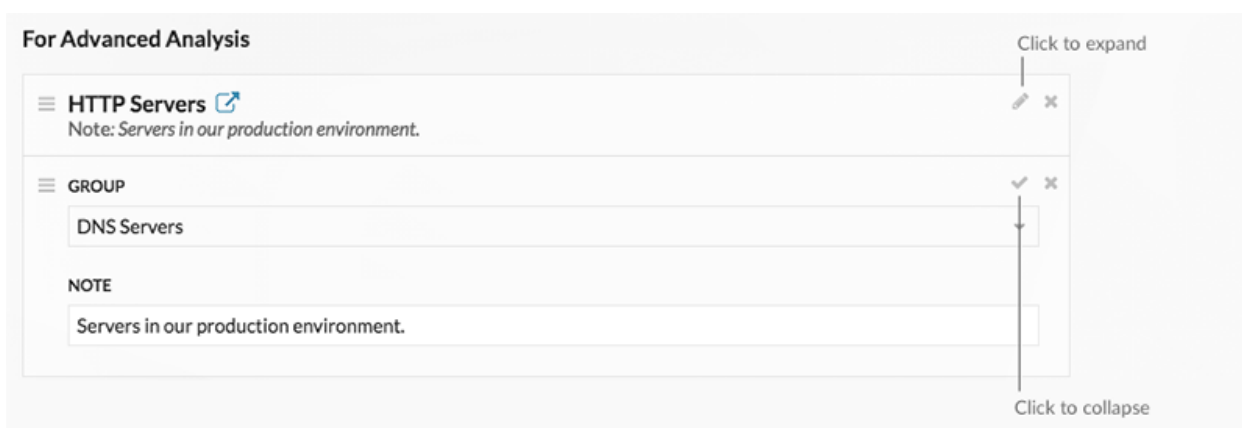 For Advanced Analysis
Click to expand
HTTP Servers
Note: Servers in our production environment.
GROUP
DNS Servers
NOTE
Servers in our production environment.
Click to collapse